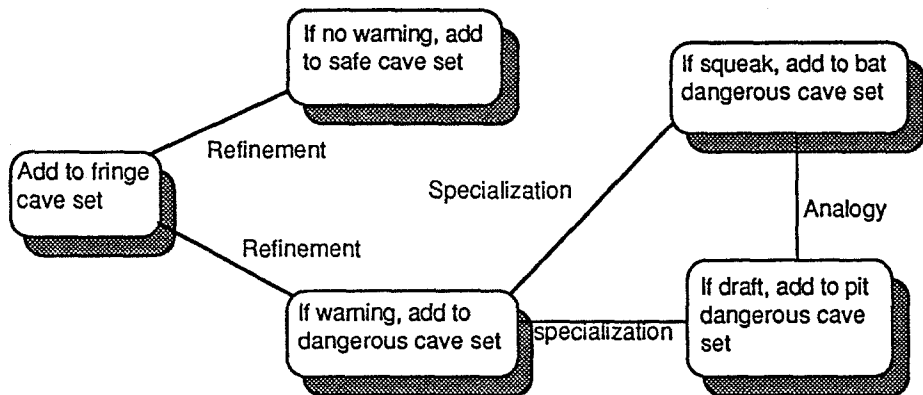 If no warning, add
to safe cave set
If squeak, add to bat
dangerous cave set
Refinement
Add to fringe
cave set
Specialization
Analogy
Refinement
If warning, add to
dangerous cave set
specialization
If draft, add to pit
dangerous cave
set